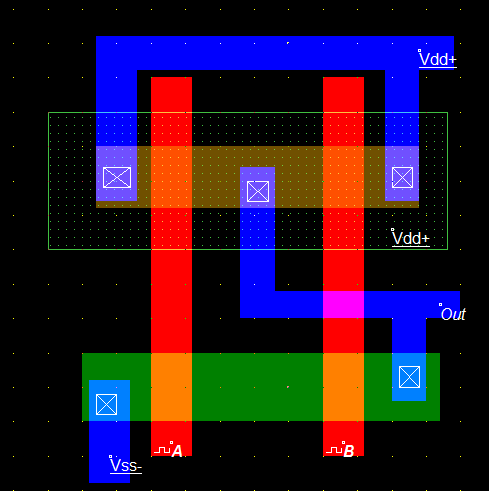 Vdd+
Vdd+
Out
A
B
Vss-